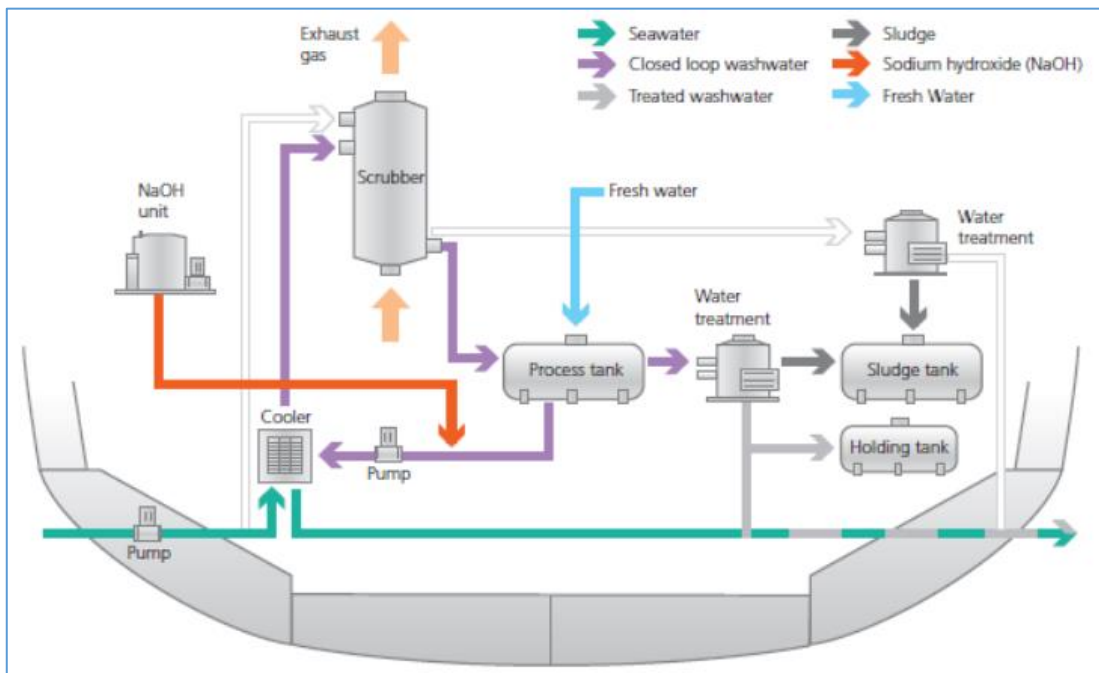 Exhaust
gas
Seawater
Closed loop washwater
Treated washwater
Sludge
Sodium hydroxide (NaOH)
Fresh Water
NaOH
unit
Scrubber
Fresh water
Water
treatment
Water
treatment
Process tank
Sludge tank
Cooler
Pump
Holding tank
Pump